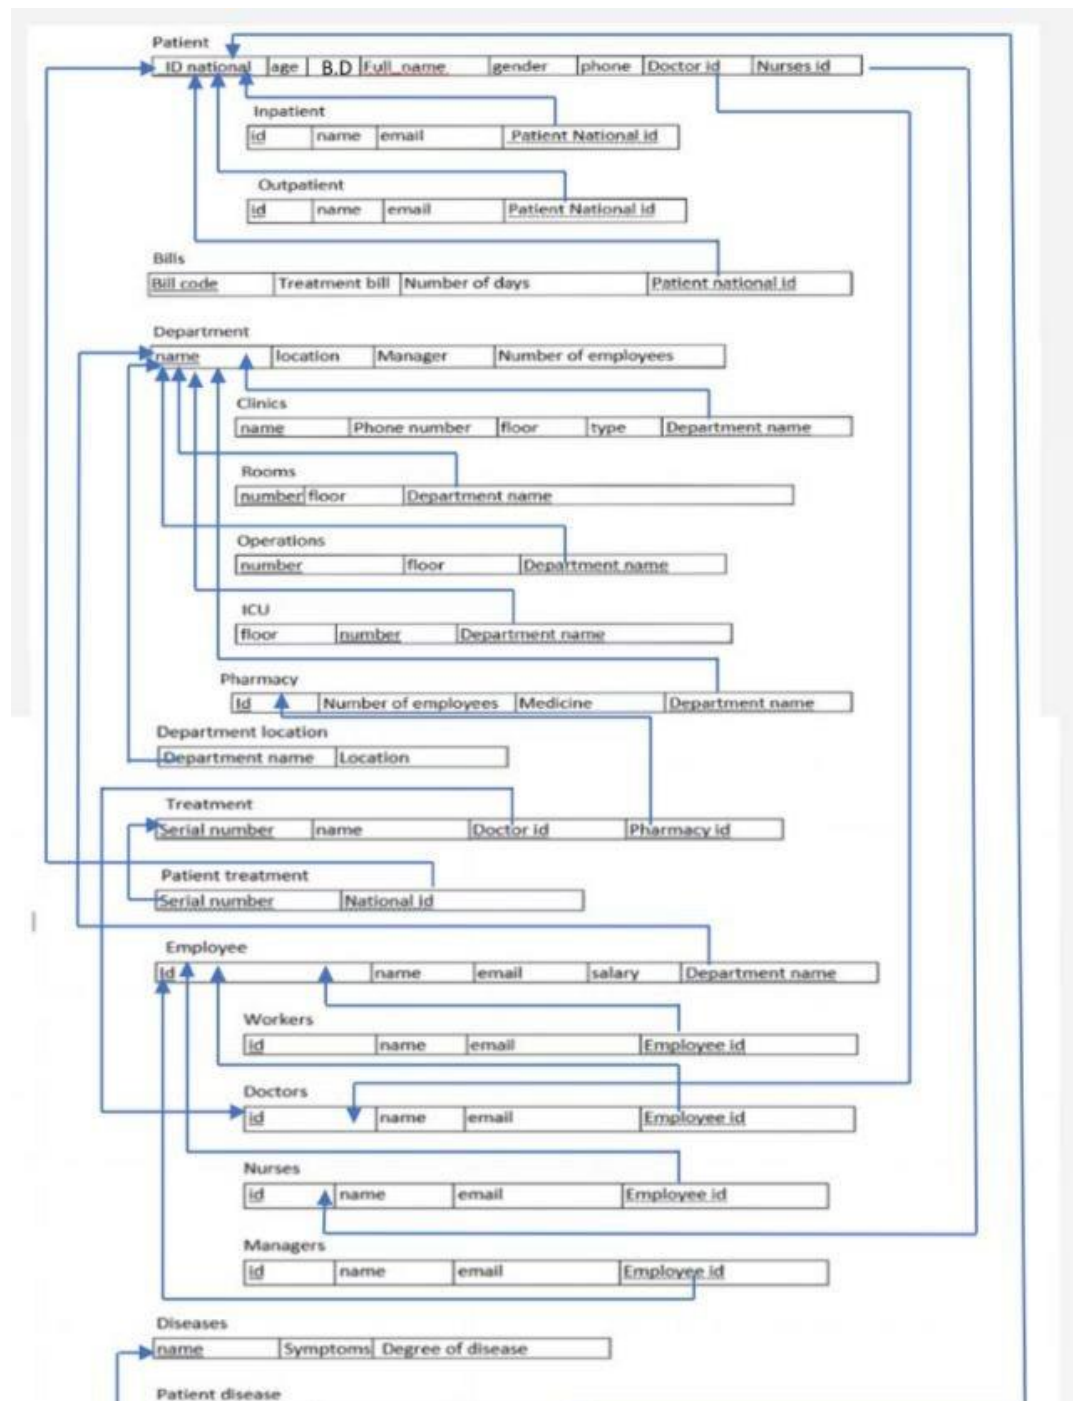 Patient
ID national age B.D Full_name gender phone Doctor id Nurses id
Inpatient
id name email Patient National id
Outpatient
id name email Patient National id
Bills
Bill code Treatment bill Number of days Patient national id
Department
name location Manager Number of employees
Clinics
name Phone number floor type Department name
Rooms
number floor Department name
Operations
number floor Department name
ICU
floor number Department name
Pharmacy
Id Number of employees Medicine Department name
Department location
Department name Location
Treatment
Serial number name Doctor id Pharmacy id
Patient treatment
Serial number National id
Employee
Id name email salary Department name
Workers
id name email Employee id
Doctors
id name email Employee id
Nurses
id name email Employee id
Managers
id name email Employee id
Diseases
name Symptoms Degree of disease
Patient disease